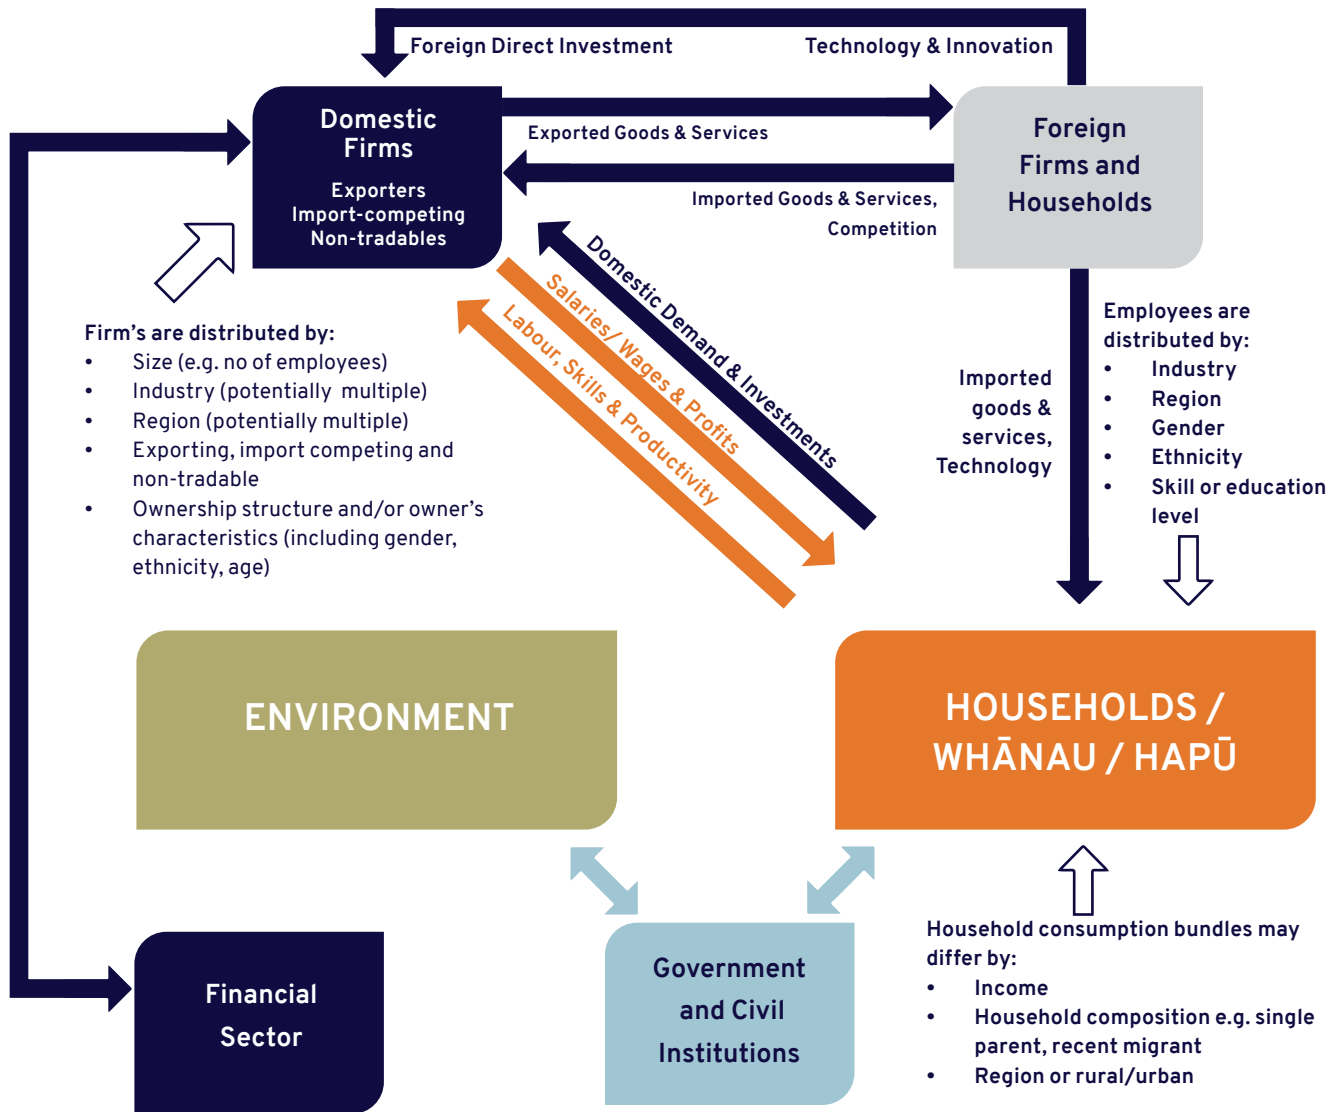 Foreign Direct Investment
Technology & Innovation
Domestic
Firms
Exporters
Import-competing
Non-tradables
Exported Goods & Services
Imported Goods & Services,
Competition
Foreign
Firms and
Households
Domestic Demand & Investments
Salaries/ Wages & Profits
Labour, Skills & Productivity
Firm's are distributed by:
• Size (e.g. no of employees)
• Industry (potentially multiple)
• Region (potentially multiple)
• Exporting, import competing and
non-tradable
• Ownership structure and/or owner's
characteristics (including gender,
ethnicity, age)
Imported
goods &
services,
Technology
Employees are
distributed by:
• Industry
• Region
• Gender
• Ethnicity
• Skill or education
level
ENVIRONMENT
HOUSEHOLDS /
WHĀNAU / HAPŪ
Financial
Sector
Government
and Civil
Institutions
Household consumption bundles may
differ by:
• Income
• Household composition e.g. single
parent, recent migrant
• Region or rural/urban